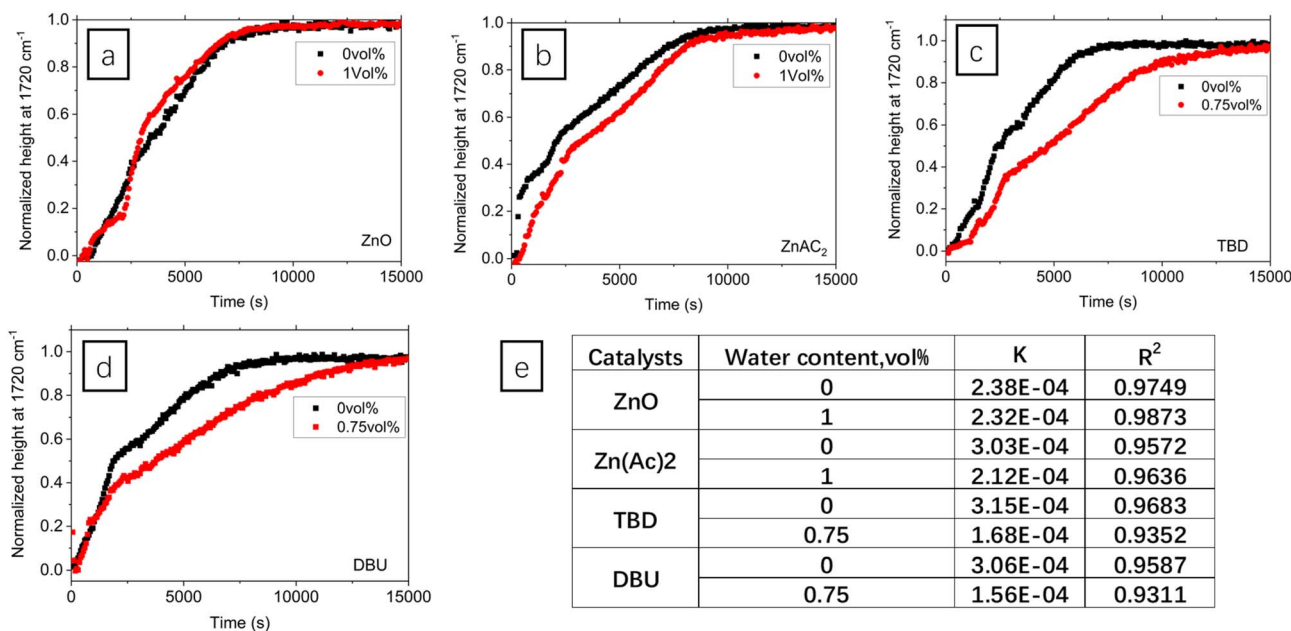 a
0vol%
1Vol%
ZnO
Normalized height at 1720 cm⁻¹
1.0
0.8
0.6
0.4
0.2
0.0
0 5000 10000 15000
Time (s)
b
0vol%
1Vol%
ZnAC₂
Normalized height at 1720 cm⁻¹
1.0
0.8
0.6
0.4
0.2
0.0
0 5000 10000 15000
Time (s)
c
0vol%
0.75vol%
TBD
Normalized height at 1720 cm⁻¹
1.0
0.8
0.6
0.4
0.2
0.0
0 5000 10000 15000
Time (s)
d
0vol%
0.75vol%
DBU
Normalized height at 1720 cm⁻¹
1.0
0.8
0.6
0.4
0.2
0.0
0 5000 10000 15000
Time (s)
e
Catalysts Water content,vol% K R²
ZnO 0 2.38E-04 0.9749
1 2.32E-04 0.9873
Zn(Ac)2 0 3.03E-04 0.9572
1 2.12E-04 0.9636
TBD 0 3.15E-04 0.9683
0.75 1.68E-04 0.9352
DBU 0 3.06E-04 0.9587
0.75 1.56E-04 0.9311